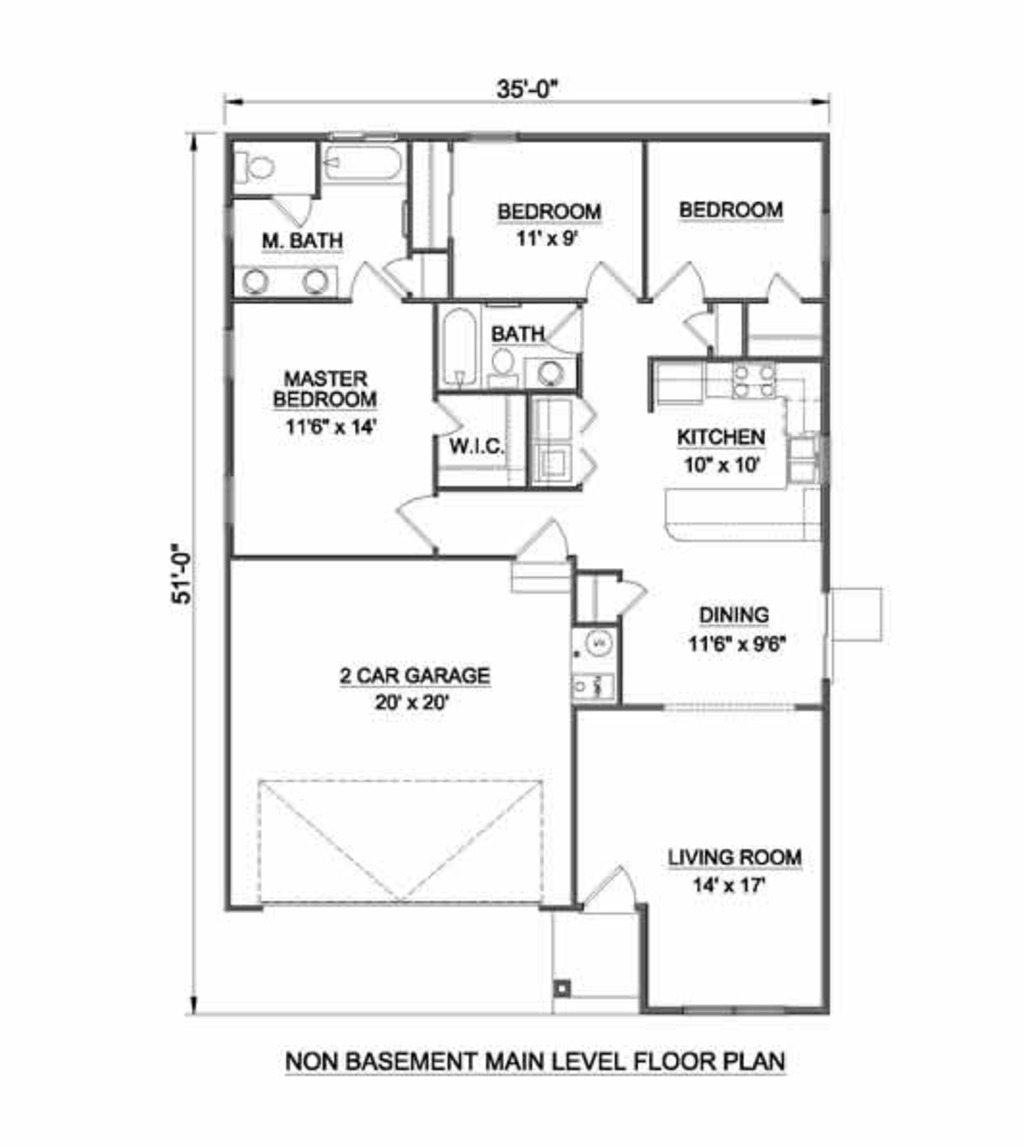 35'-0"
BEDROOM
11' x 9'
BEDROOM
M. BATH
BATH
MASTER
BEDROOM
11'6" x 14'
W.I.C.
KITCHEN
10" x 10'
51'-0"
DINING
11'6" x 9'6"
2 CAR GARAGE
20' x 20'
LIVING ROOM
14' x 17'
NON BASEMENT MAIN LEVEL FLOOR PLAN